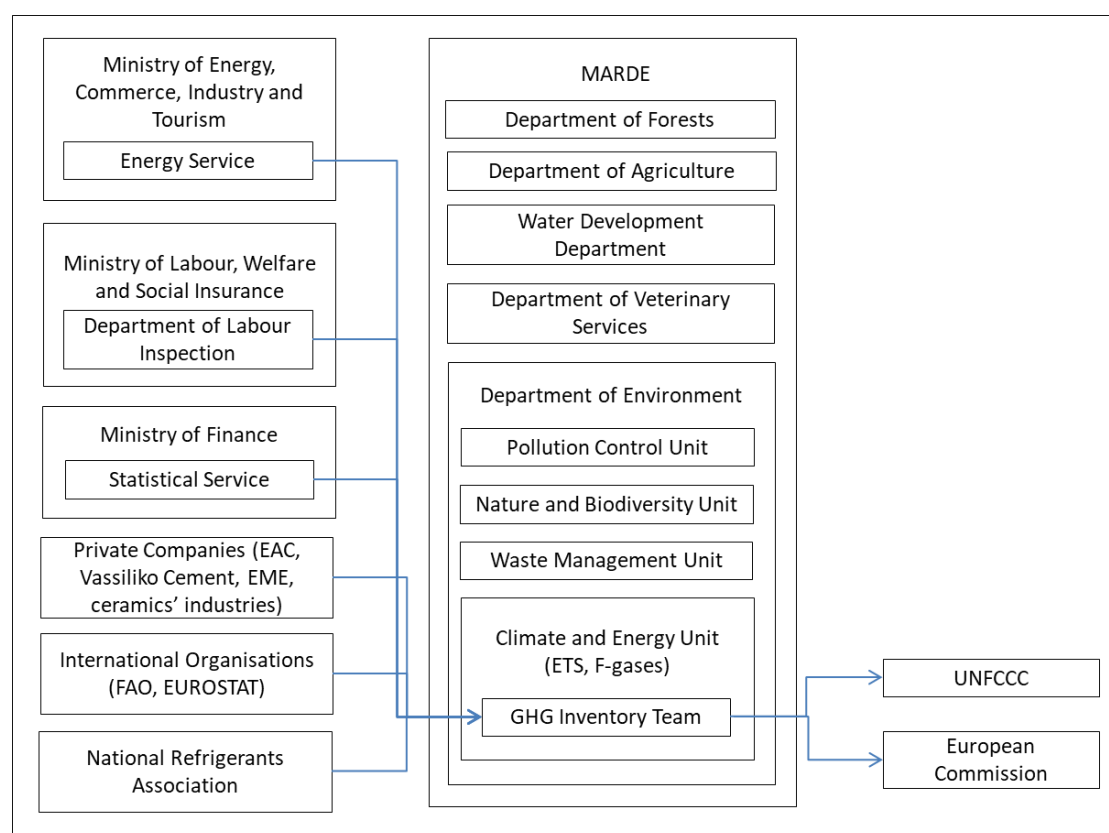 Ministry of Energy,
Commerce, Industry and
Tourism
Energy Service
Ministry of Labour, Welfare
and Social Insurance
Department of Labour
Inspection
Ministry of Finance
Statistical Service
Private Companies (EAC,
Vassiliko Cement, EME,
ceramics’ industries)
International Organisations
(FAO, EUROSTAT)
National Refrigerants
Association
MARDE
Department of Forests
Department of Agriculture
Water Development
Department
Department of Veterinary
Services
Department of Environment
Pollution Control Unit
Nature and Biodiversity Unit
Waste Management Unit
Climate and Energy Unit
(ETS, F-gases)
GHG Inventory Team
UNFCCC
European
Commission